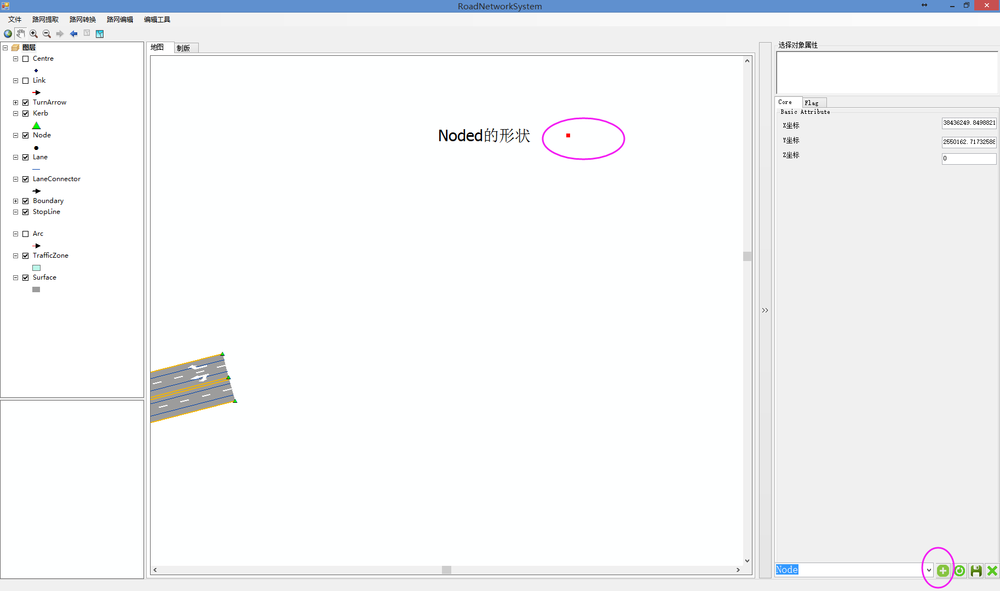 RoadNetworkSystem
文件 路网提取 路网转换 路网编辑 编辑工具
图层
Centre
Link
TurnArrow
Kerb
Node
Lane
LaneConnector
Boundary
StopLine
Arc
TrafficZone
Surface
地图 制版
Noded的形状
>>
选择对象属性
Core Flag
Basic Attribute
X坐标 38436249.8498821
Y坐标 2550162.7173258
Z坐标 0
Node